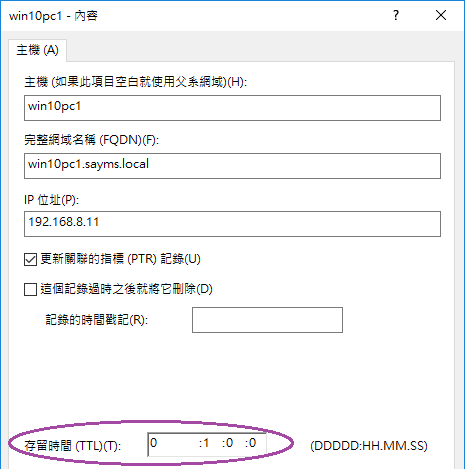 win10pc1 - 內容
? ×
主機 (A)
主機 (如果此項目空白就使用父系網域)(H):
win10pc1
完整網域名稱 (FQDN)(F):
win10pc1.sayms.local
IP 位址(P):
192.168.8.11
更新關聯的指標 (PTR) 記錄(U)
這個記錄過時之後就將它刪除(D)
記錄的時間戳記(R):
存留時間 (TTL)(T): 0 :1 :0 :0 (DDDDD:HH.MM.SS)